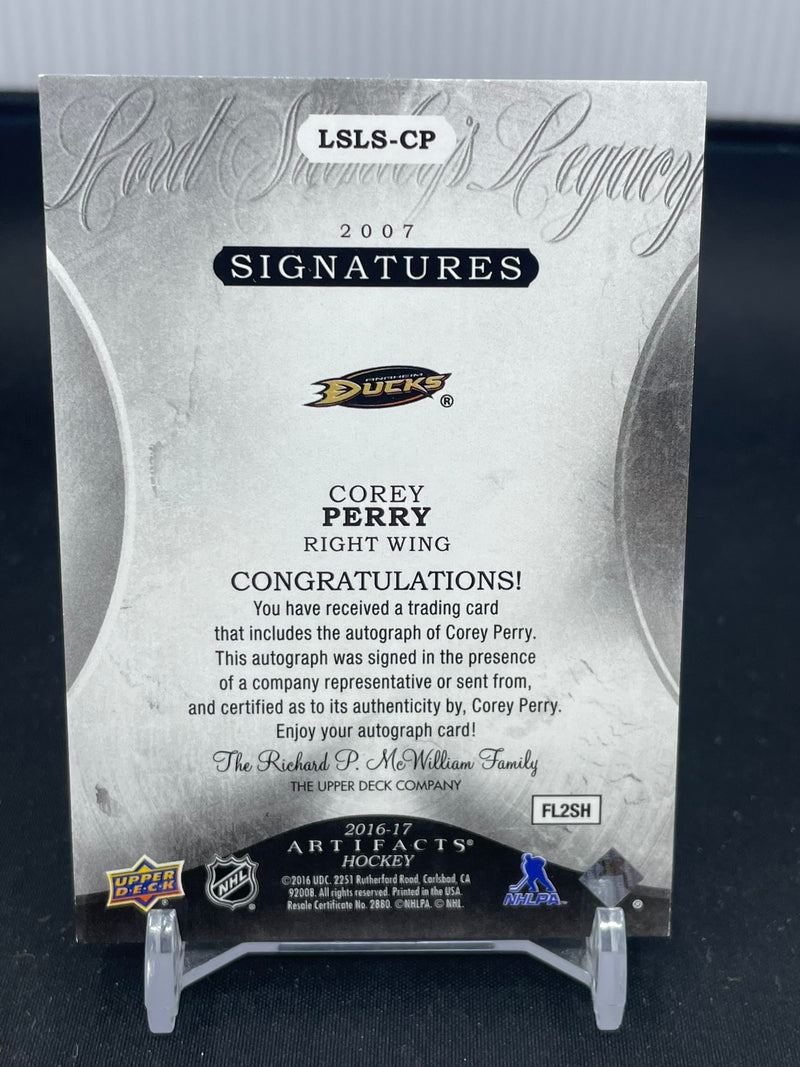 Lord Stanley's Legacy
LSLS-CP
2007
SIGNATURES
ANAHEIM
DUCKS®
COREY
PERRY
RIGHT WING
CONGRATULATIONS!
You have received a trading card
that includes the autograph of Corey Perry.
This autograph was signed in the presence
of a company representative or sent from,
and certified as to its authenticity by, Corey Perry.
Enjoy your autograph card!
The Richard P. McWilliam Family
THE UPPER DECK COMPANY
FL2SH
2016-17
ARTIFACTS®
HOCKEY
UPPER
D·E·C·K
®
NHL
©2016 UDC. 2251 Rutherford Road, Carlsbad, CA
92008. All rights reserved. Printed in the USA.
Resale Certificate No. 2880. ©NHLPA. © NHL.
NHLPA
®